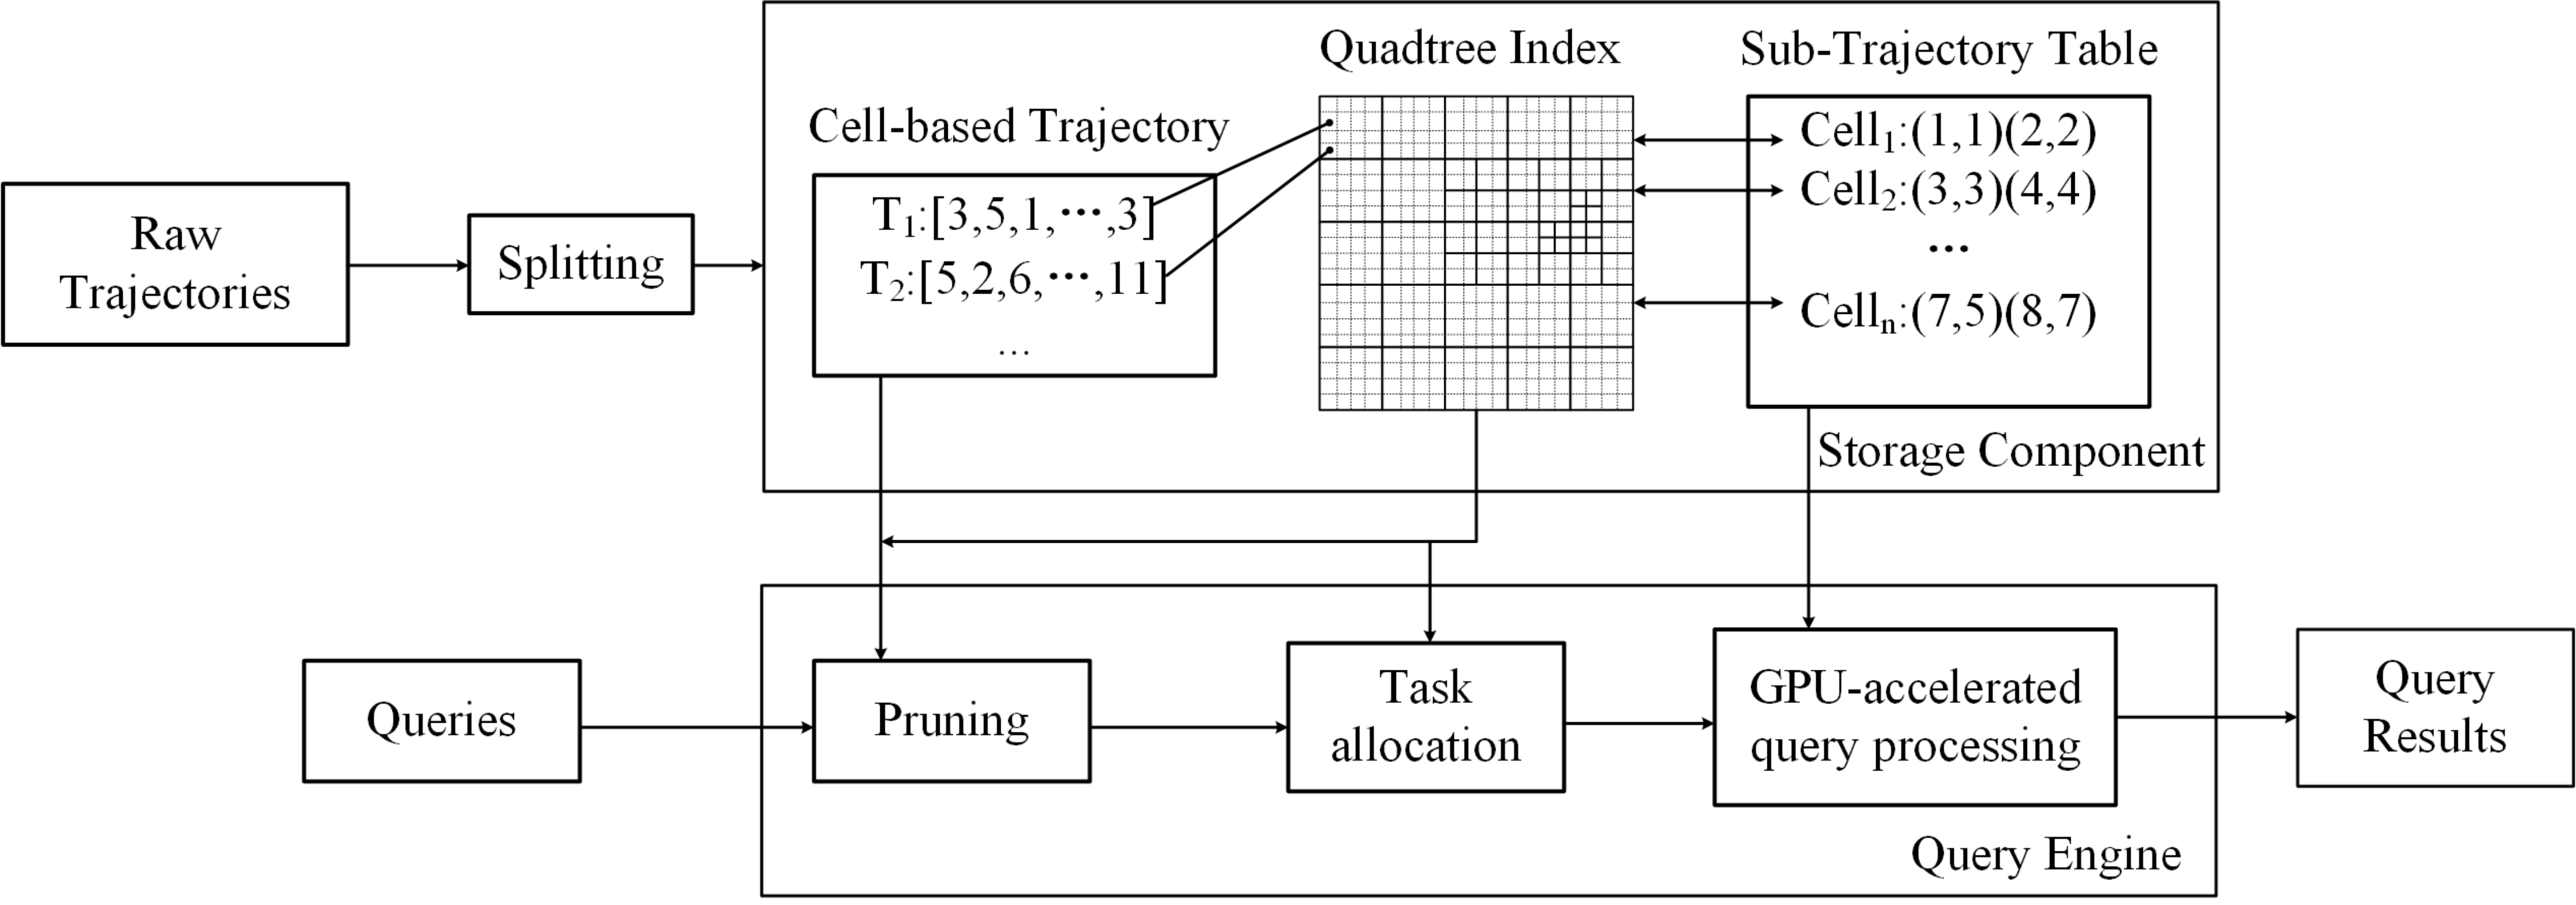 Quadtree Index
Sub-Trajectory Table
Cell-based Trajectory
Raw
Trajectories
Splitting
T1:[3,5,1,···,3]
T2:[5,2,6,···,11]
...
Cell1:(1,1)(2,2)
Cell2:(3,3)(4,4)
...
Celln:(7,5)(8,7)
Storage Component
Queries
Pruning
Task
allocation
GPU-accelerated
query processing
Query
Results
Query Engine